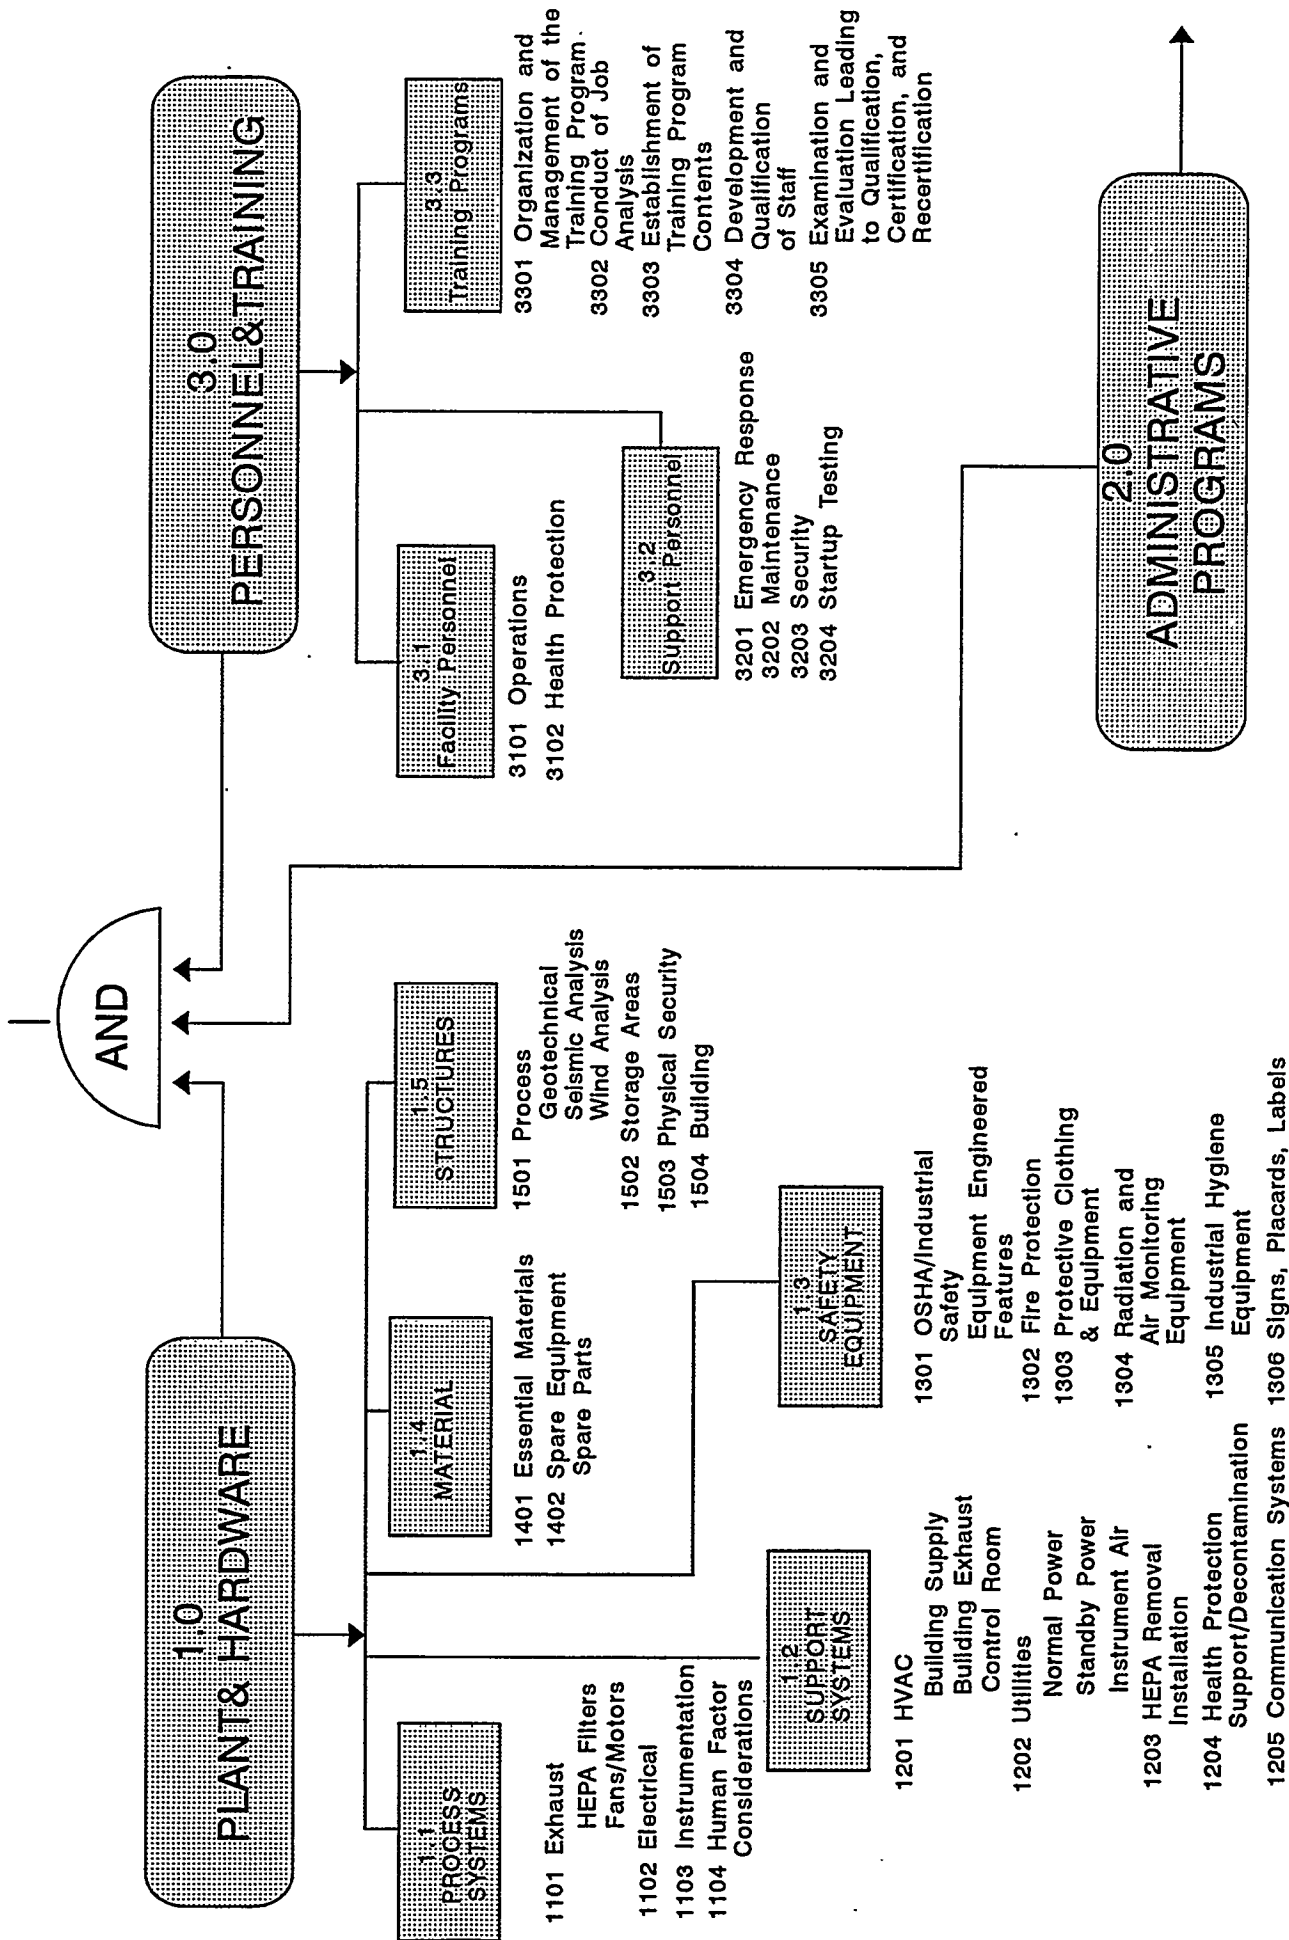 AND
1.0
PLANT& HARDWARE
1.1
PROCESS
SYSTEMS
1101 Exhaust
HEPA Filters
Fans/Motors
1102 Electrical
1103 Instrumentation
1104 Human Factor
Considerations
1.2
SUPPORT
SYSTEMS
1201 HVAC
Building Supply
Building Exhaust
Control Room
1202 Utilities
Normal Power
Standby Power
Instrument Air
1203 HEPA Removal
Installation
1204 Health Protection
Support/Decontamination
1205 Communication Systems
1.4
MATERIAL
1401 Essential Materials
1402 Spare Equipment
Spare Parts
1.3
SAFETY
EQUIPMENT
1301 OSHA/Industrial
Safety
Equipment Engineered
Features
1302 Fire Protection
1303 Protective Clothing
& Equipment
1304 Radiation and
Air Monitoring
Equipment
1305 Industrial Hygiene
Equipment
1306 Signs, Placards, Labels
1.5
STRUCTURES
1501 Process
Geotechnical
Seismic Analysis
Wind Analysis
1502 Storage Areas
1503 Physical Security
1504 Building
3.0
PERSONNEL&TRAINING
3.1
Facility Personnel
3101 Operations
3102 Health Protection
3.2
Support Personnel
3201 Emergency Response
3202 Maintenance
3203 Security
3204 Startup Testing
3.3
Training Programs
3301 Organization and
Management of the
Training Program
3302 Conduct of Job
Analysis
3303 Establishment of
Training Program
Contents
3304 Development and
Qualification
of Staff
3305 Examination and
Evaluation Leading
to Qualification,
Certification, and
Recertification
2.0
ADMINISTRATIVE
PROGRAMS